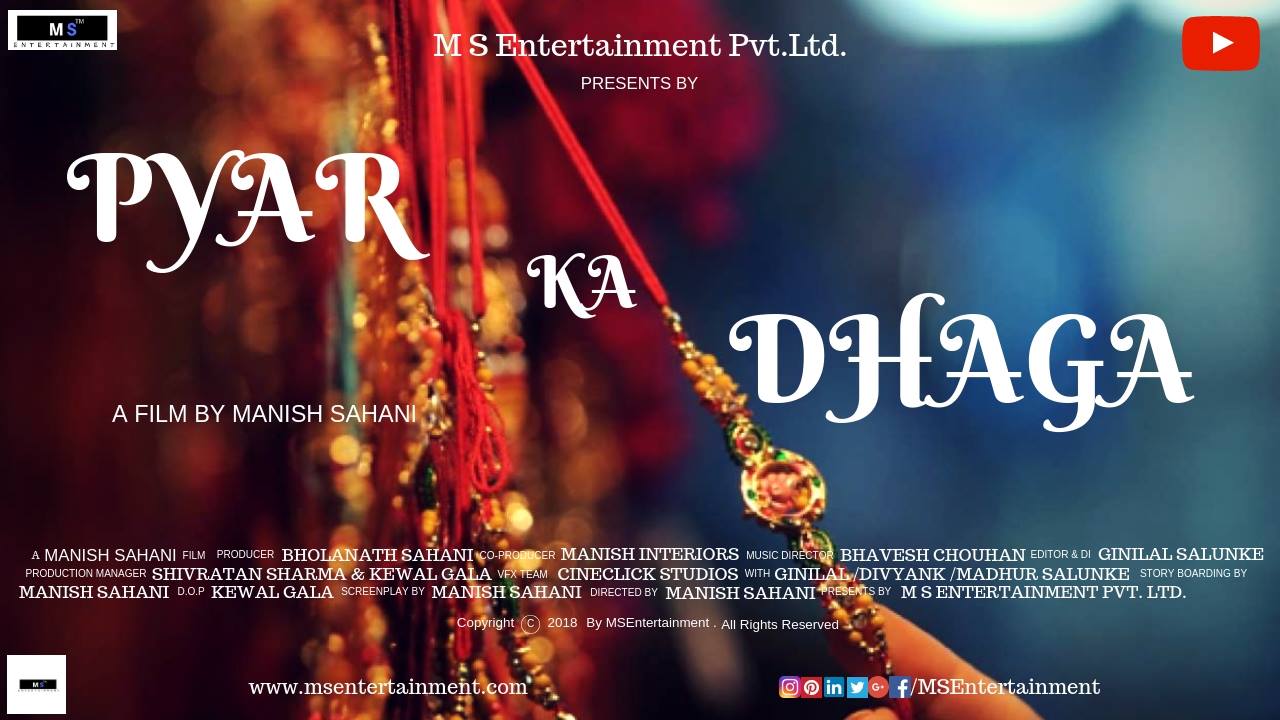 MS TM
ENTERTAINMENT
M S Entertainment Pvt.Ltd.
PRESENTS BY
PYAR
KA
DHAGA
A FILM BY MANISH SAHANI
A MANISH SAHANI FILM PRODUCER BHOLANATH SAHANI CO-PRODUCER MANISH INTERIORS MUSIC DIRECTOR BHAVESH CHOUHAN EDITOR & DI GINILAL SALUNKE
PRODUCTION MANAGER SHIVRATAN SHARMA & KEWAL GALA VFX TEAM CINECLICK STUDIOS WITH GINILAL /DIVYANK /MADHUR SALUNKE STORY BOARDING BY
MANISH SAHANI D.O.P KEWAL GALA SCREENPLAY BY MANISH SAHANI DIRECTED BY MANISH SAHANI PRESENTS BY M S ENTERTAINMENT PVT. LTD.
Copyright © 2018 By MSEntertainment . All Rights Reserved
MS
www.msentertainment.com
/MSEntertainment